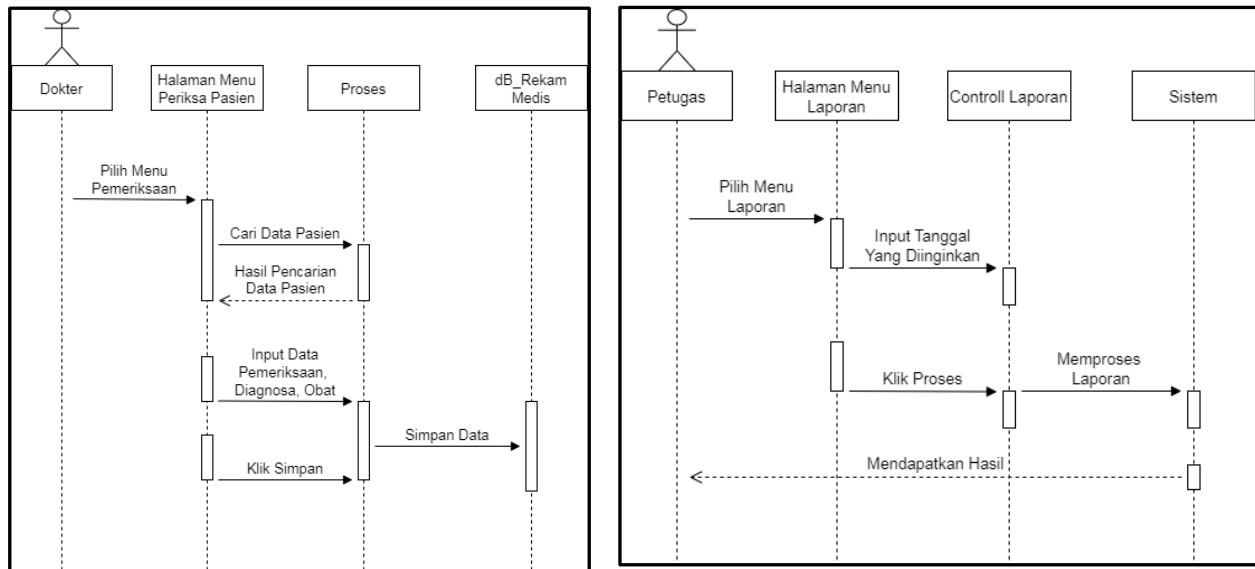 Dokter
Halaman Menu
Periksa Pasien
Proses
dB_Rekam
Medis
Pilih Menu
Pemeriksaan
Cari Data Pasien
Hasil Pencarian
Data Pasien
Input Data
Pemeriksaan,
Diagnosa, Obat
Simpan Data
Klik Simpan
Petugas
Halaman Menu
Laporan
Controll Laporan
Sistem
Pilih Menu
Laporan
Input Tanggal
Yang Diinginkan
Klik Proses
Memproses
Laporan
Mendapatkan Hasil